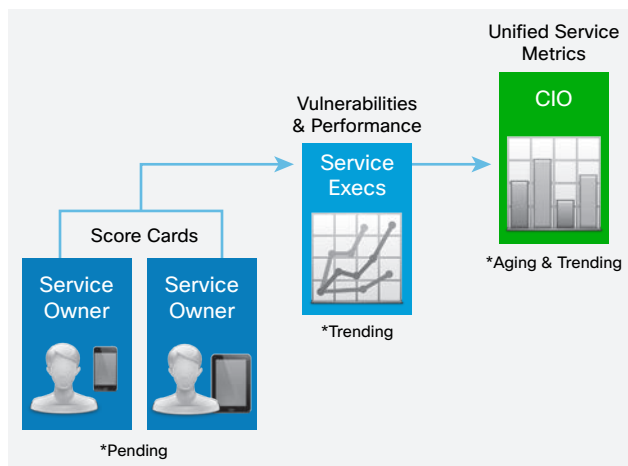 Unified Service
Metrics
CIO
*Aging & Trending
Vulnerabilities
& Performance
Service
Execs
*Trending
Score Cards
Service
Owner
Service
Owner
*Pending